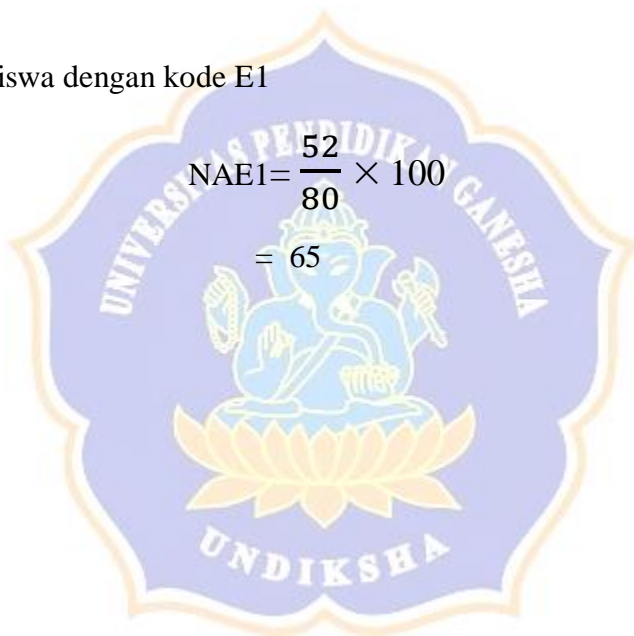 iswa dengan kode E1
NAE1= 52/80 × 100
= 65
UNIVERSITAS PENDIDIKAN GANESHA
UNDIKSHA